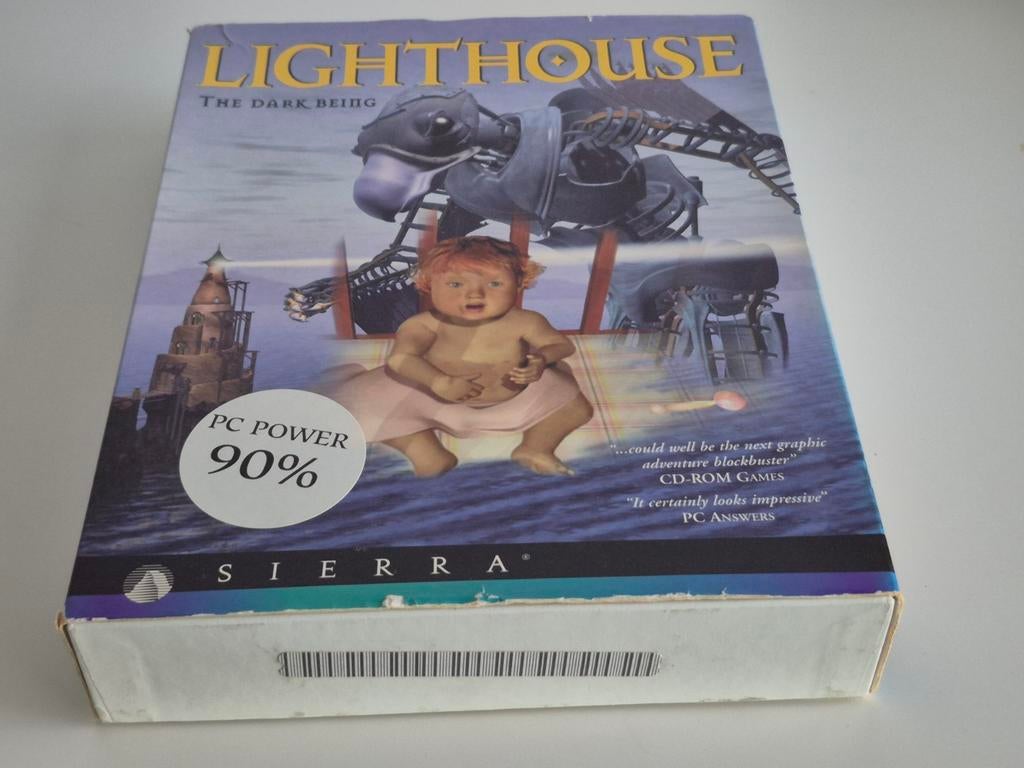 LIGHTHOUSE
THE DARK BEING
PC POWER
90%
"...could well be the next graphic
adventure blockbuster"
CD-ROM GAMES
"It certainly looks impressive"
PC ANSWERS
SIERRA®